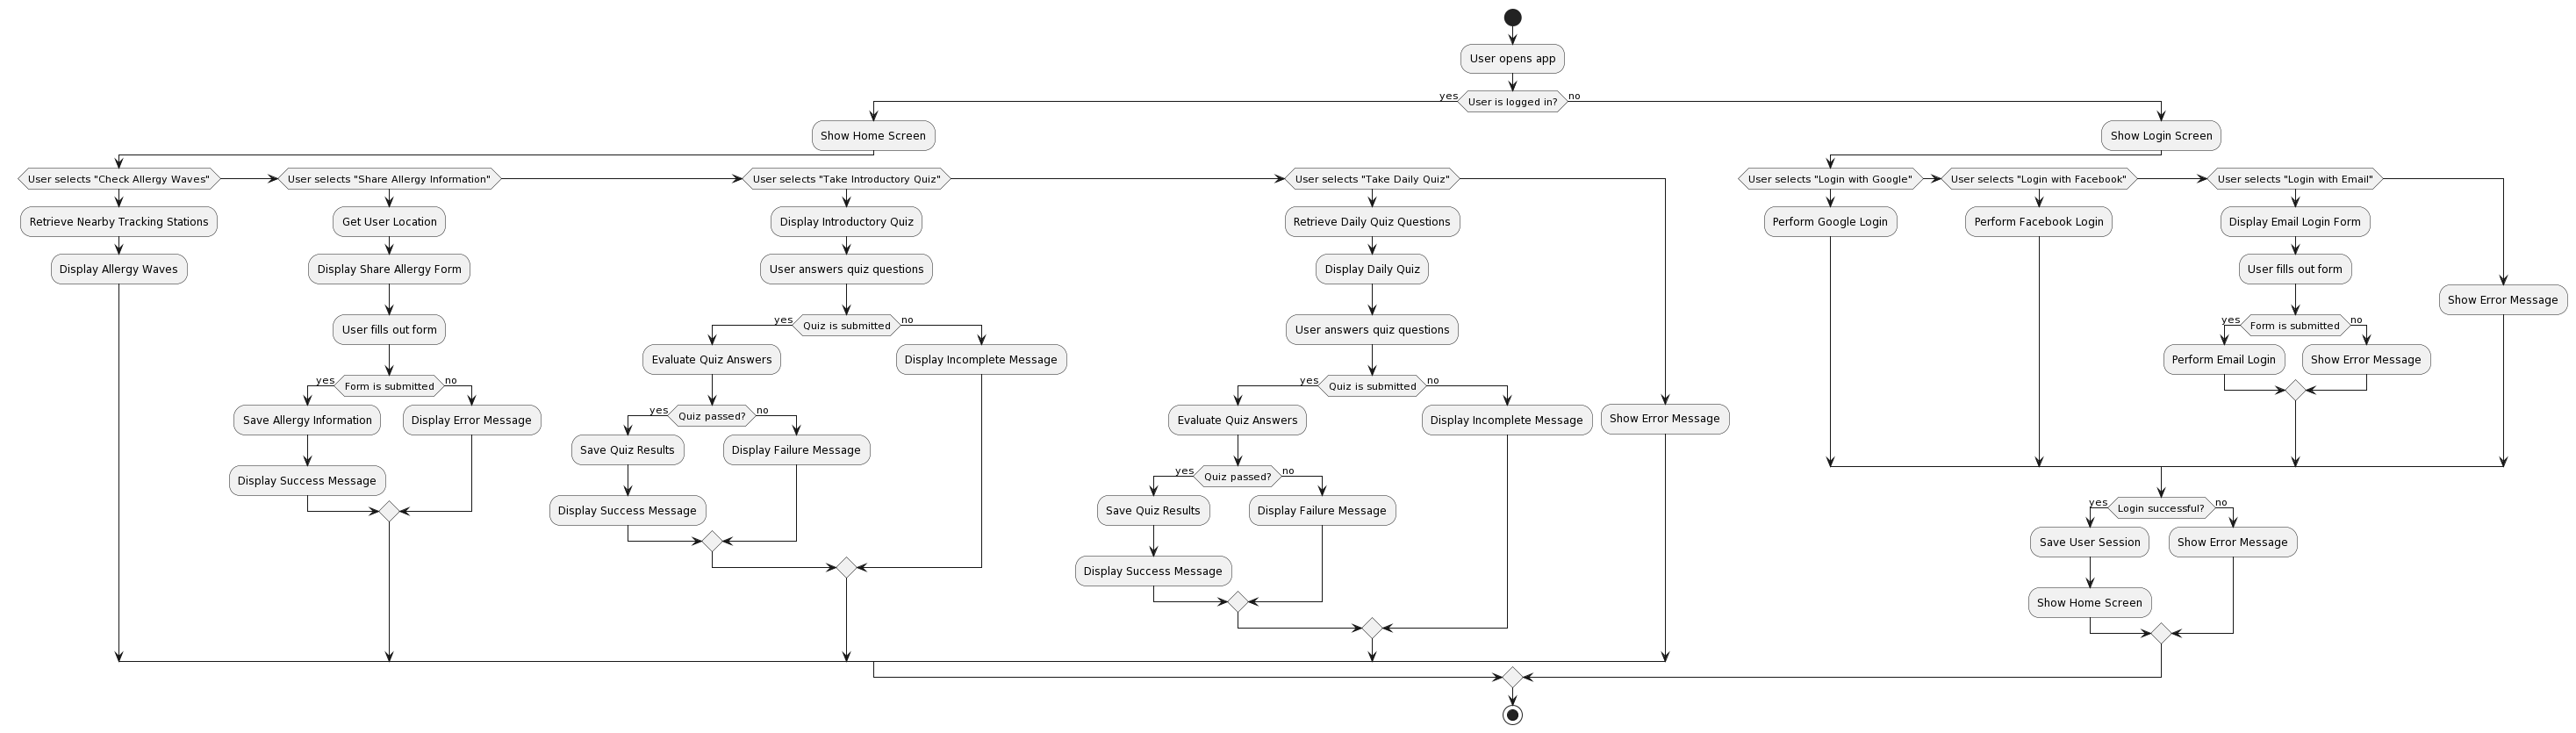 User opens app
yes
User is logged in?
no
Show Home Screen
Show Login Screen
User selects "Check Allergy Waves"
User selects "Share Allergy Information"
User selects "Take Introductory Quiz"
User selects "Take Daily Quiz"
User selects "Login with Google"
User selects "Login with Facebook"
User selects "Login with Email"
Retrieve Nearby Tracking Stations
Get User Location
Display Introductory Quiz
Retrieve Daily Quiz Questions
Perform Google Login
Perform Facebook Login
Display Email Login Form
Display Allergy Waves
Display Share Allergy Form
User answers quiz questions
Display Daily Quiz
User fills out form
Show Error Message
User fills out form
yes
Quiz is submitted
no
User answers quiz questions
yes
Form is submitted
no
Evaluate Quiz Answers
Display Incomplete Message
Perform Email Login
Show Error Message
yes
Form is submitted
no
yes
Quiz is submitted
no
Save Allergy Information
Display Error Message
yes
Quiz passed?
no
Evaluate Quiz Answers
Display Incomplete Message
Show Error Message
Save Quiz Results
Display Failure Message
Display Success Message
yes
Quiz passed?
no
Display Success Message
Save Quiz Results
Display Failure Message
yes
Login successful?
no
Save User Session
Show Error Message
Display Success Message
Show Home Screen